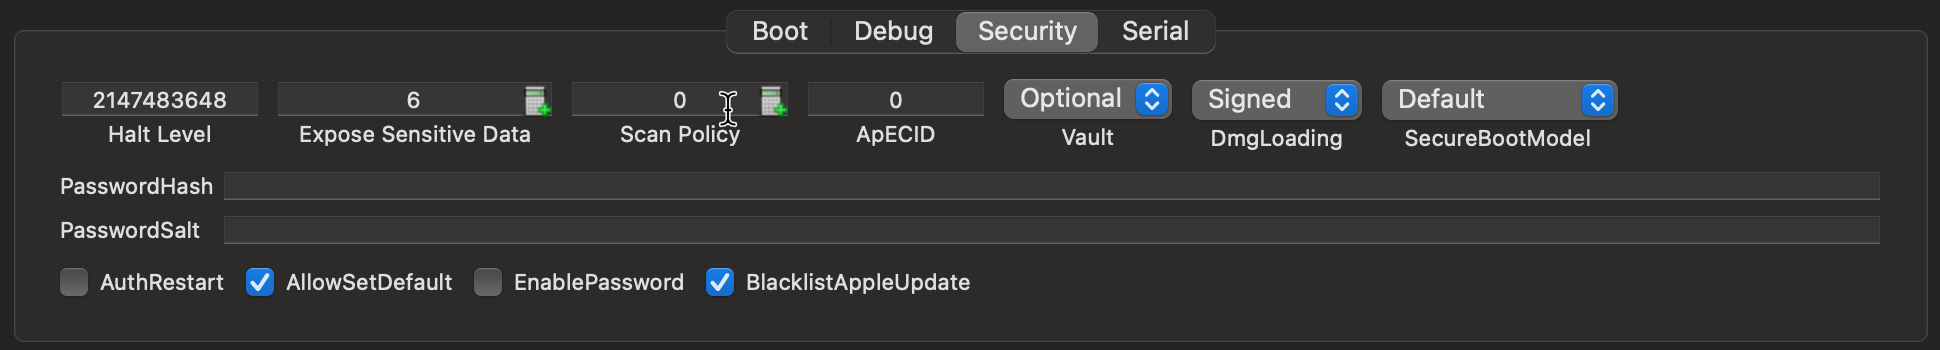 Boot Debug Security Serial
2147483648 6 0 0 Optional Signed Default
Halt Level Expose Sensitive Data Scan Policy ApECID Vault DmgLoading SecureBootModel
PasswordHash
PasswordSalt
AuthRestart AllowSetDefault EnablePassword BlacklistAppleUpdate